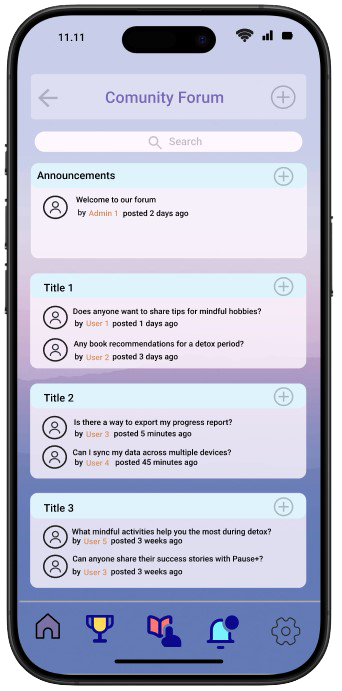 11.11
Comunity Forum
Search
Announcements
Welcome to our forum
by Admin 1 posted 2 days ago
Title 1
Does anyone want to share tips for mindful hobbies?
by User 1 posted 1 days ago
Any book recommendations for a detox period?
by User 2 posted 3 days ago
Title 2
Is there a way to export my progress report?
by User 3 posted 5 minutes ago
Can I sync my data across multiple devices?
by User 4 posted 45 minutes ago
Title 3
What mindful activities help you the most during detox?
by User 5 posted 3 weeks ago
Can anyone share their success stories with Pause+?
by User 3 posted 3 weeks ago